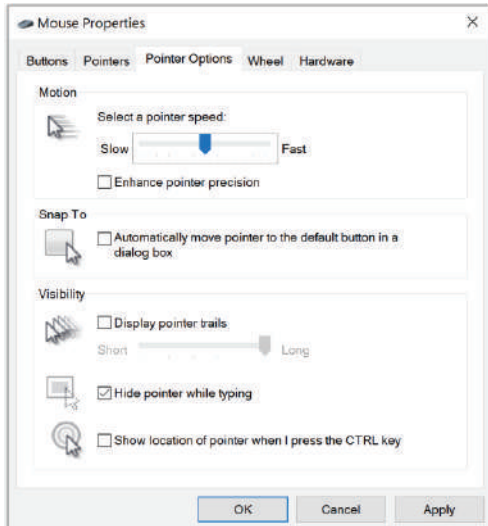 Mouse Properties
Buttons Pointers Pointer Options Wheel Hardware
Motion
Select a pointer speed:
Slow Fast
Enhance pointer precision
Snap To
Automatically move pointer to the default button in a
dialog box
Visibility
Display pointer trails
Short Long
Hide pointer while typing
Show location of pointer when I press the CTRL key
OK Cancel Apply